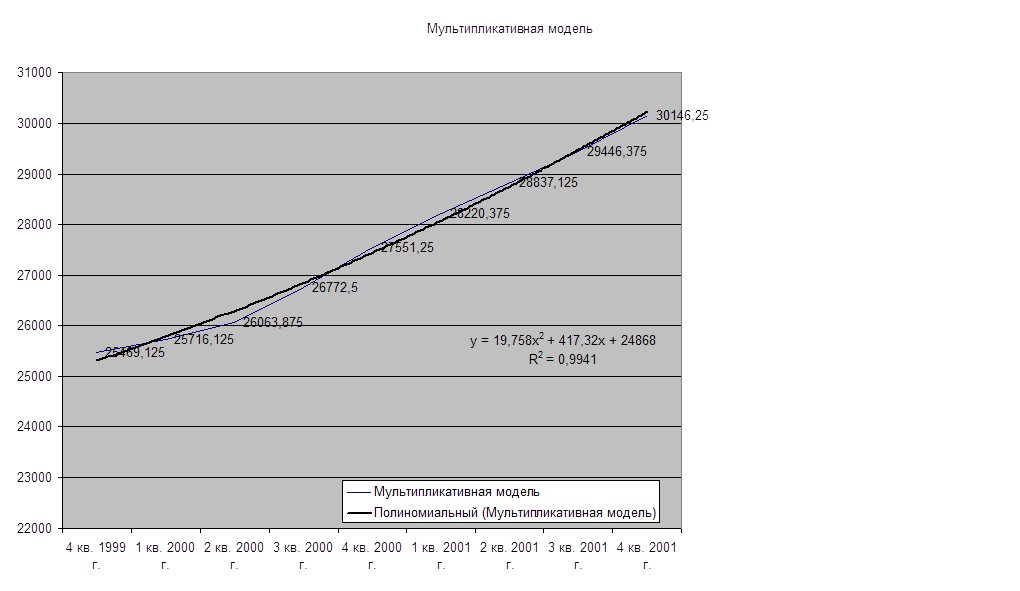 Мультипликативная модель
31000
30000
29000
28000
27000
26000
25000
24000
23000
22000
25469,125
25716,125
26063,875
26772,5
27551,25
28220,375
28837,125
29446,375
30146,25
y = 19,758x² + 417,32x + 24868
R² = 0,9941
Мультипликативная модель
Полиномиальный (Мультипликативная модель)
4 кв. 1999 г.
1 кв. 2000 г.
2 кв. 2000 г.
3 кв. 2000 г.
4 кв. 2000 г.
1 кв. 2001 г.
2 кв. 2001 г.
3 кв. 2001 г.
4 кв. 2001 г.